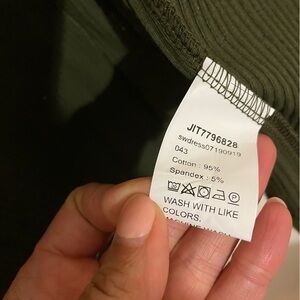 JIT7796828
swdress07190919
043
Cotton : 95%
Spandex : 5%
WASH WITH LIKE
COLORS,